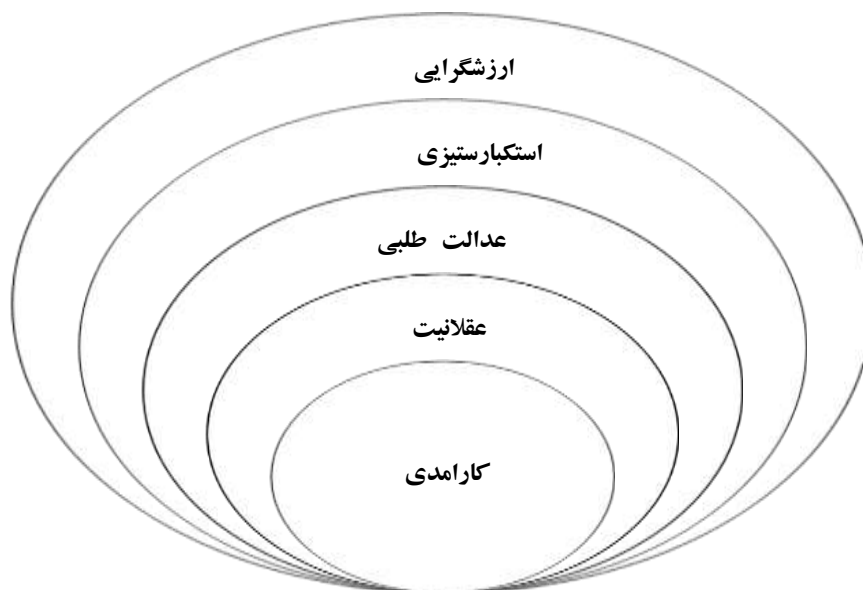 ارزشگرایی
استکبارستیزی
عدالت طلبی
عقلانیت
کارامدی